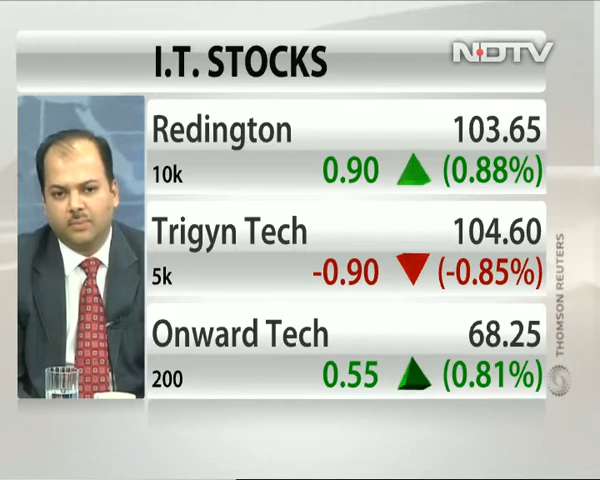 I.T. STOCKS
NDTV
Redington 103.65
10k 0.90 ▲ (0.88%)
Trigyn Tech 104.60
5k -0.90 ▼ (-0.85%)
Onward Tech 68.25
200 0.55 ▲ (0.81%)
THOMSON REUTERS